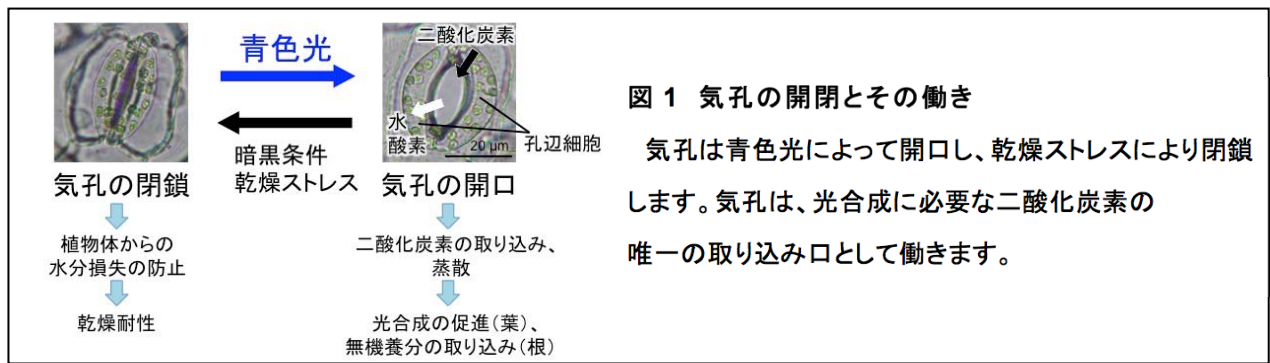 青色光
暗黒条件
乾燥ストレス
二酸化炭素
水
酸素
20 μm
孔辺細胞
気孔の閉鎖
植物体からの
水分損失の防止
乾燥耐性
気孔の開口
二酸化炭素の取り込み、
蒸散
光合成の促進（葉）、
無機養分の取り込み（根）
図 1 気孔の開閉とその働き
気孔は青色光によって開口し、乾燥ストレスにより閉鎖
します。気孔は、光合成に必要な二酸化炭素の
唯一の取り込み口として働きます。